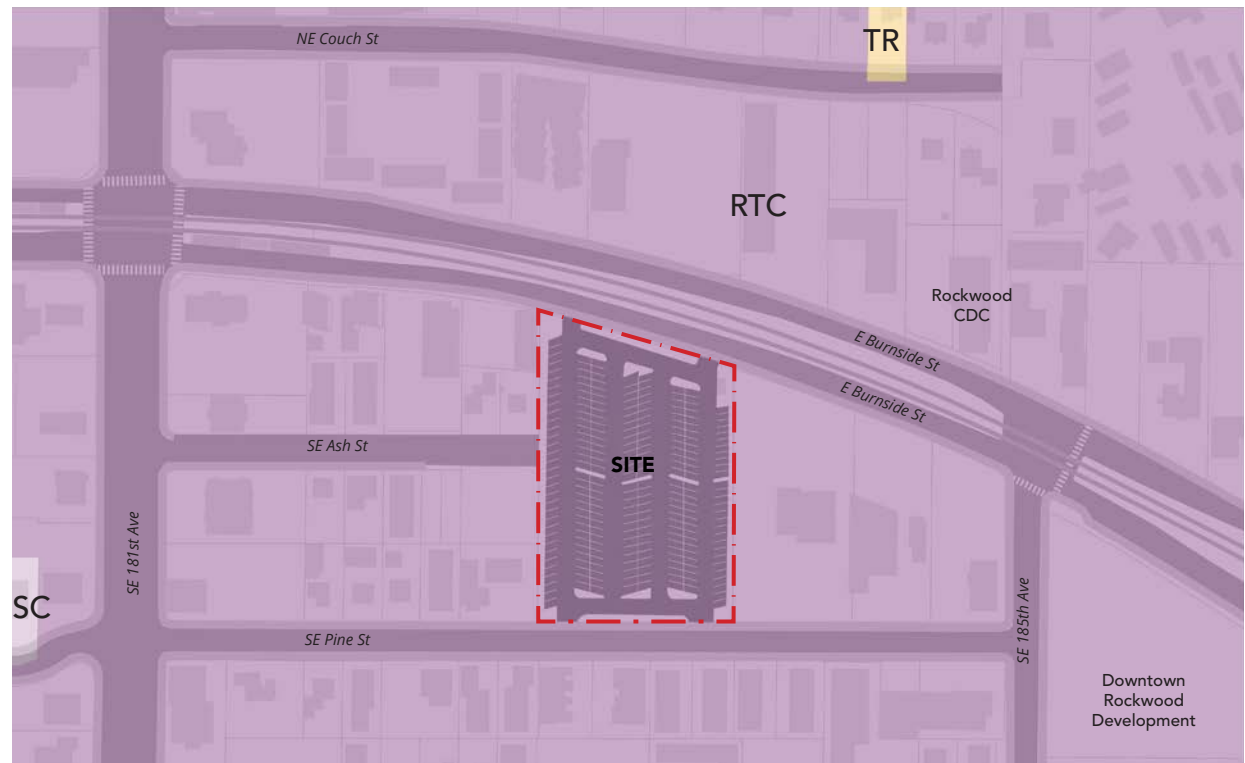 NE Couch St
TR
RTC
Rockwood
CDC
E Burnside St
E Burnside St
SE Ash St
SITE
SE 181st Ave
SC
SE Pine St
SE 185th Ave
Downtown
Rockwood
Development